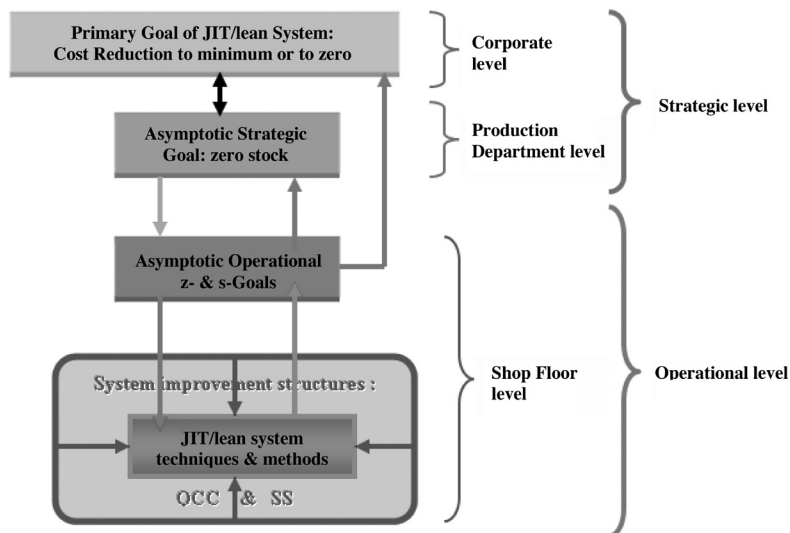 Primary Goal of JIT/lean System:
Cost Reduction to minimum or to zero
Corporate
level
Strategic level
Asymptotic Strategic
Goal: zero stock
Production
Department level
Asymptotic Operational
z- & s-Goals
Shop Floor
level
Operational level
System improvement structures :
JIT/lean system
techniques & methods
QCC & SS